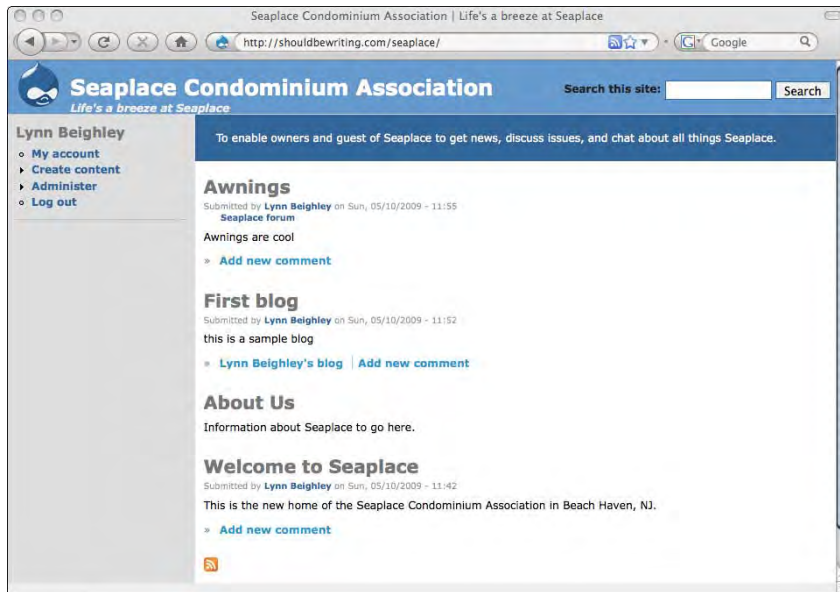 Seaplace Condominium Association | Life's a breeze at Seaplace
http://shouldbewriting.com/seaplace/
Google
Seaplace Condominium Association
Life's a breeze at Seaplace
Search this site:
Search
Lynn Beighley
My account
Create content
Administer
Log out
To enable owners and guest of Seaplace to get news, discuss issues, and chat about all things Seaplace.
Awnings
Submitted by Lynn Beighley on Sun, 05/10/2009 - 11:55
Seaplace forum
Awnings are cool
» Add new comment
First blog
Submitted by Lynn Beighley on Sun, 05/10/2009 - 11:52
this is a sample blog
» Lynn Beighley's blog | Add new comment
About Us
Information about Seaplace to go here.
Welcome to Seaplace
Submitted by Lynn Beighley on Sun, 05/10/2009 - 11:42
This is the new home of the Seaplace Condominium Association in Beach Haven, NJ.
» Add new comment